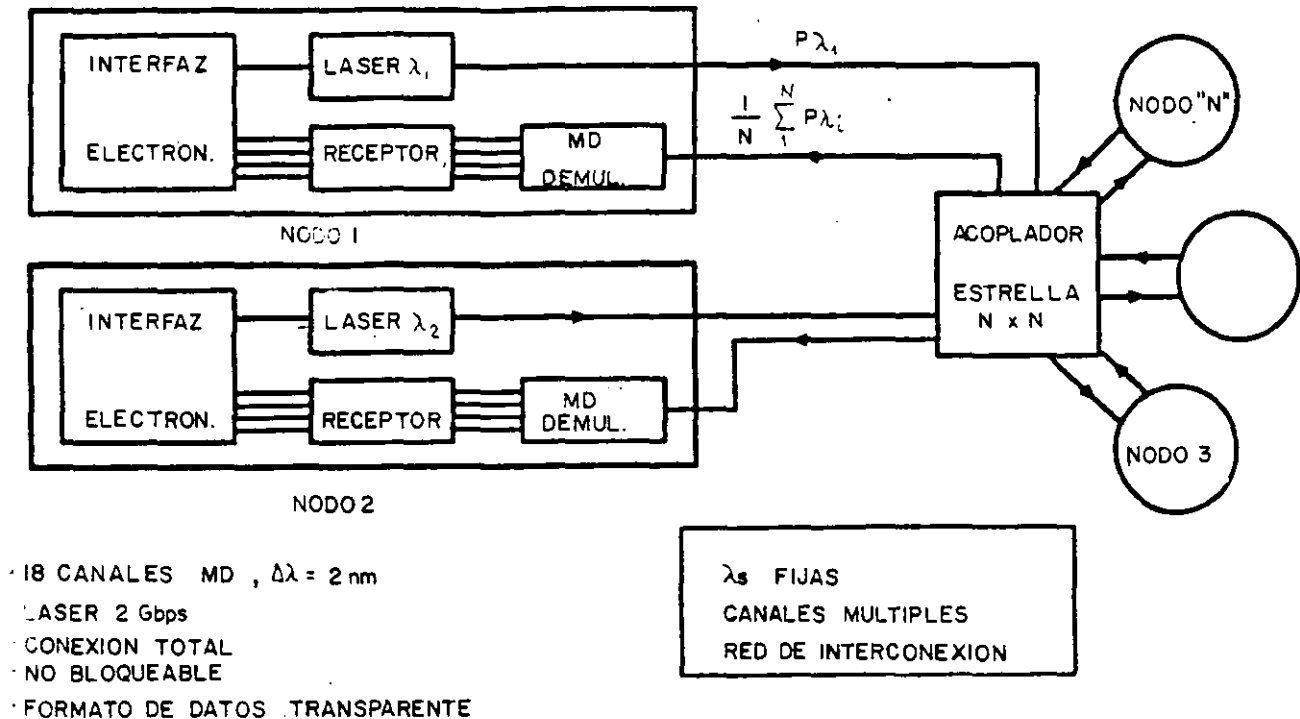 INTERFAZ
ELECTRON.
LASER λ₁
RECEPTOR
MD
DEMUL.
NODO 1
Pλ₁
1/N ∑₁ᴺ Pλᵢ
INTERFAZ
ELECTRON.
LASER λ₂
RECEPTOR
MD
DEMUL.
NODO 2
ACOPLADOR
ESTRELLA
N x N
NODO "N"
NODO 3
· 18 CANALES MD , Δλ = 2 nm
LASER 2 Gbps
· CONEXION TOTAL
· NO BLOQUEABLE
· FORMATO DE DATOS TRANSPARENTE
λs FIJAS
CANALES MULTIPLES
RED DE INTERCONEXION